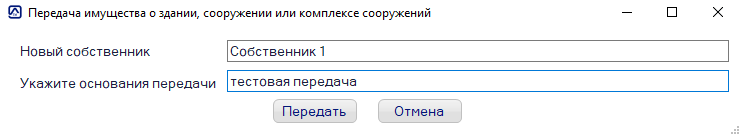 Передача имущества о здании, сооружении или комплексе сооружений
Новый собственник Собственник 1
Укажите основания передачи тестовая передача
Передать Отмена